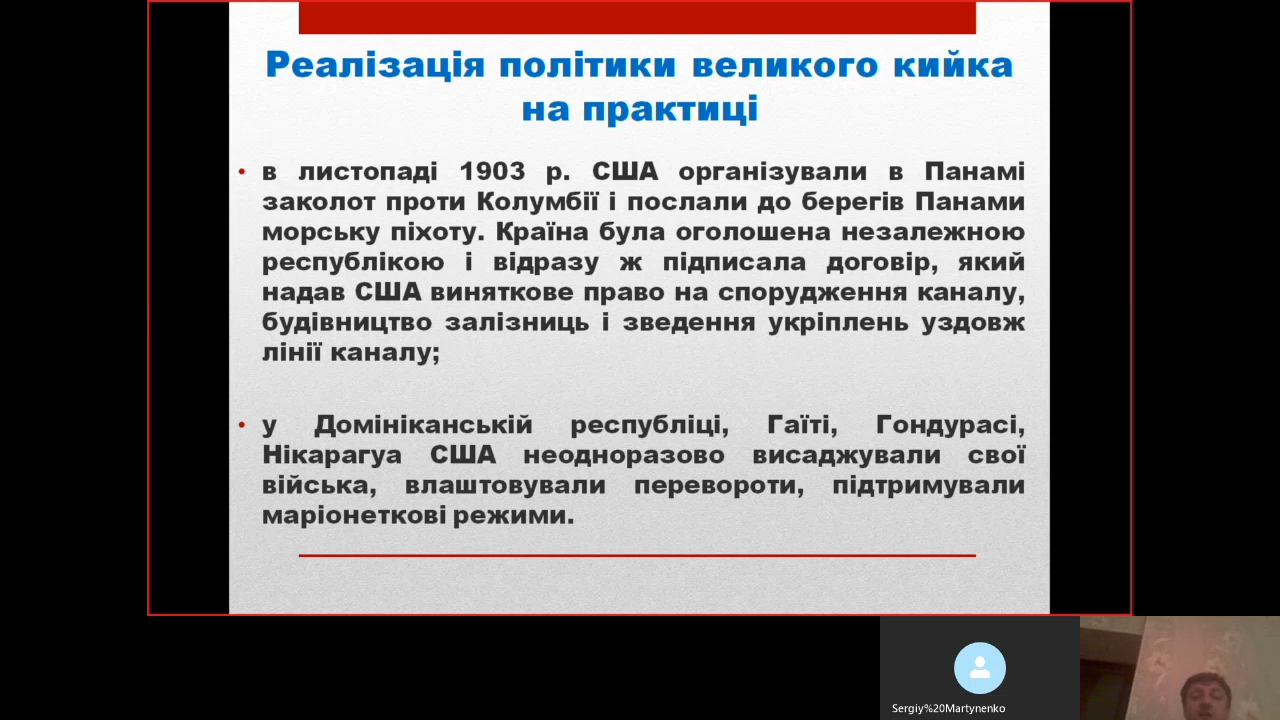 Реалізація політики великого кийка
на практиці
• в листопаді 1903 р. США організували в Панамі
заколот проти Колумбії і послали до берегів Панами
морську піхоту. Країна була оголошена незалежною
республікою і відразу ж підписала договір, який
надав США виняткове право на спорудження каналу,
будівництво залізниць і зведення укріплень уздовж
лінії каналу;
• у Домініканській республіці, Гаїті, Гондурасі,
Нікарагуа США неодноразово висаджували свої
війська, влаштовували перевороти, підтримували
маріонеткові режими.
Sergiy%20Martynenko